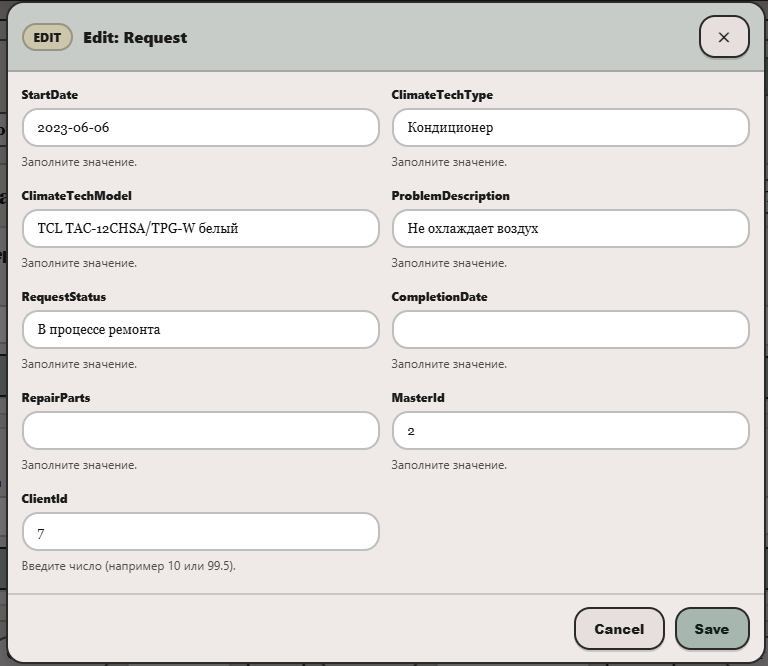 EDIT Edit: Request ×
StartDate
2023-06-06
Заполните значение.
ClimateTechType
Кондиционер
Заполните значение.
ClimateTechModel
TCL TAC-12CHSA/TPG-W белый
Заполните значение.
ProblemDescription
Не охлаждает воздух
Заполните значение.
RequestStatus
В процессе ремонта
Заполните значение.
CompletionDate
Заполните значение.
RepairParts
Заполните значение.
MasterId
2
Заполните значение.
ClientId
7
Введите число (например 10 или 99.5).
Cancel Save